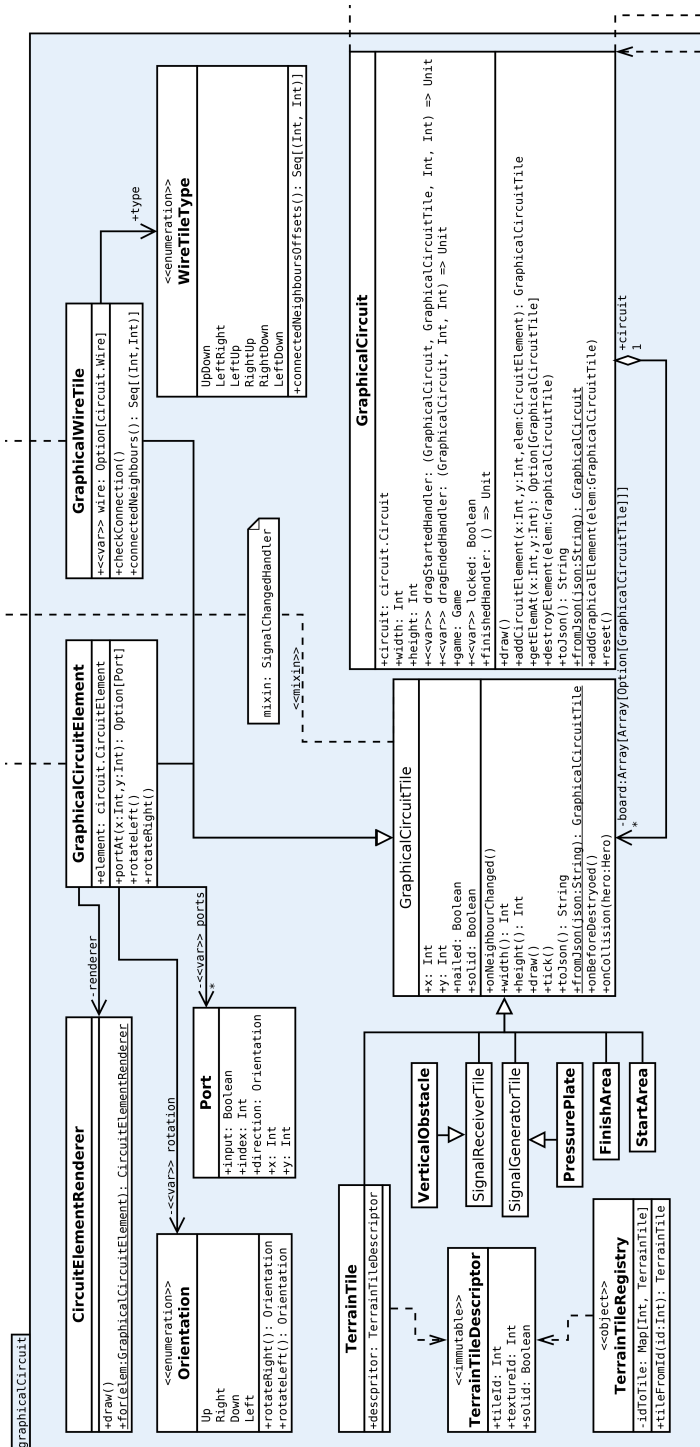 graphicalCircuit
CircuitElementRenderer
+draw()
+for(elem:GraphicalCircuitElement): CircuitElementRenderer
-renderer
GraphicalCircuitElement
+element: circuit.CircuitElement
+portAt(x:Int,y:Int): Option[Port]
+rotateLeft()
+rotateRight()
GraphicalWireTile
+<<var>> wire: Option[circuit.Wire]
+checkConnection()
+connectedNeighbours(): Seq[(Int,Int)]
+type
<<enumeration>>
WireTileType
UpDown
LeftRight
LeftUp
RightUp
RightDown
LeftDown
+connectedNeighboursOffsets(): Seq[(Int, Int)]
<<enumeration>>
Orientation
Up
Right
Down
Left
+rotateRight(): Orientation
+rotateLeft(): Orientation
-<<var>> rotation
Port
+input: Boolean
+index: Int
+direction: Orientation
+x: Int
+y: Int
-<<var>> ports
*
mixin: SignalChangedHandler
<<mixin>>
TerrainTile
+descpritor: TerrainTileDescriptor
<<immutable>>
TerrainTileDescriptor
+tileId: Int
+textureId: Int
+solid: Boolean
<<object>>
TerrainTileRegistry
-idToTile: Map[Int, TerrainTile]
+tileFromId(id:Int): TerrainTile
VerticalObstacle
SignalReceiverTile
SignalGeneratorTile
PressurePlate
FinishArea
StartArea
GraphicalCircuitTile
+x: Int
+y: Int
+nailed: Boolean
+solid: Boolean
+onNeighbourChanged()
+width(): Int
+height(): Int
+draw()
+tick()
+toJson(): String
+fromJson(json:String): GraphicalCircuitTile
+onBeforeDestryoed()
+onCollision(hero:Hero)
GraphicalCircuit
+circuit: circuit.Circuit
+width: Int
+height: Int
+<<var>> dragStartedHandler: (GraphicalCircuit, GraphicalCircuitTile, Int, Int) => Unit
+<<var>> dragEndedHandler: (GraphicalCircuit, Int, Int) => Unit
+game: Game
+<<var>> locked: Boolean
+finishedHandler: () => Unit
+draw()
+addCircuitElement(x:Int,y:Int,elem:CircuitElement): GraphicalCircuitTile
+getElemAt(x:Int,y:Int): Option[GraphicalCircuitTile]
+destroyElement(elem:GraphicalCircuitTile)
+toJson(): String
+fromJson(json:String): GraphicalCircuit
+addGraphicalElement(elem:GraphicalCircuitTile)
+reset()
-board:Array[Array[Option[GraphicalCircuitTile]]]
*
+circuit
1